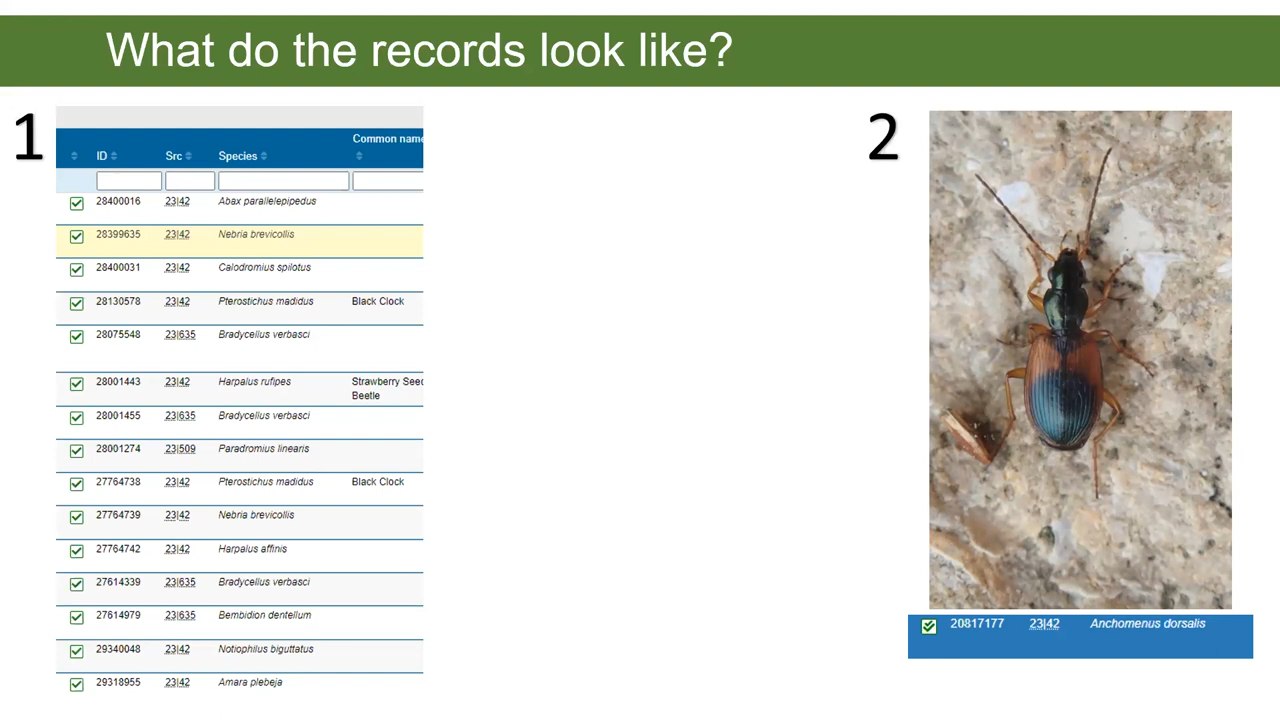 What do the records look like?
1
Common name
ID Src Species
28400016 23|42 Abax parallelepipedus
28399635 23|42 Nebria brevicollis
28400031 23|42 Calodromius spilotus
28130578 23|42 Pterostichus madidus Black Clock
28075548 23|635 Bradycellus verbasci
28001443 23|42 Harpalus rufipes Strawberry Seed
Beetle
28001455 23|635 Bradycellus verbasci
28001274 23|509 Paradromius linearis
27764738 23|42 Pterostichus madidus Black Clock
27764739 23|42 Nebria brevicollis
27764742 23|42 Harpalus affinis
27614339 23|635 Bradycellus verbasci
27614979 23|635 Bembidion dentellum
29340048 23|42 Notiophilus biguttatus
29318955 23|42 Amara plebeja
2
20817177 23|42 Anchomenus dorsalis